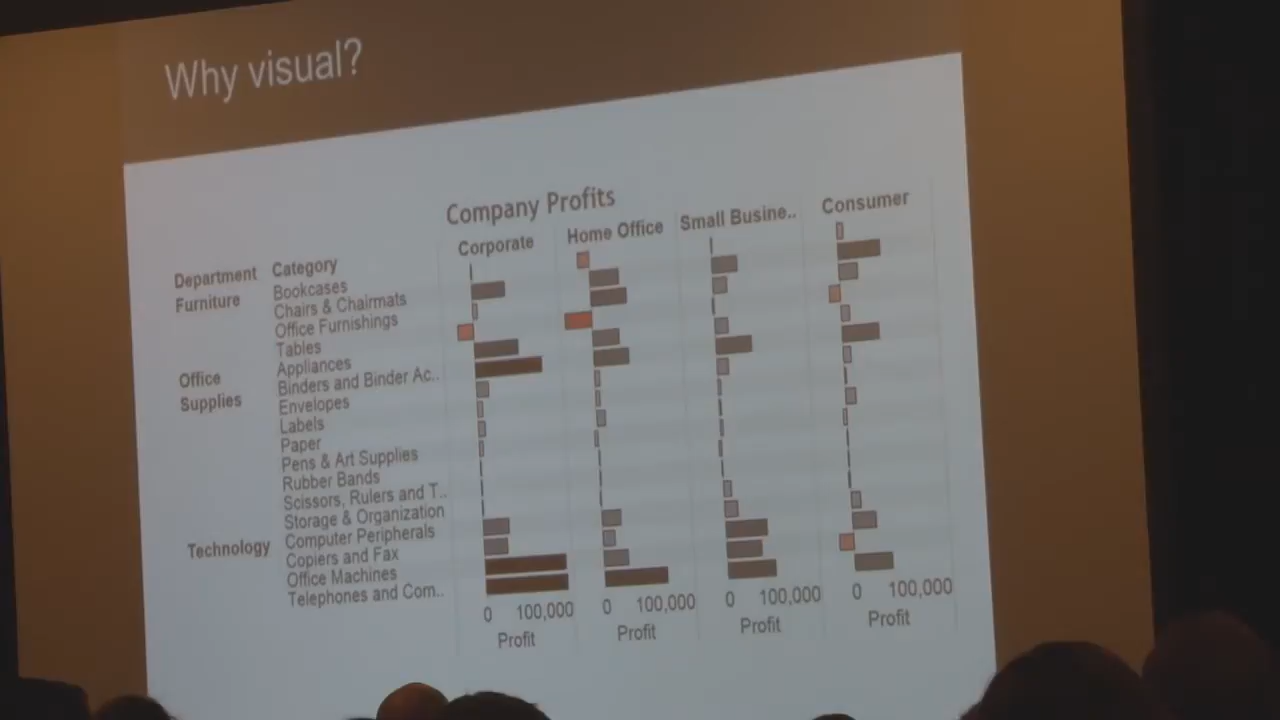 Why visual?
Company Profits
Department Category Corporate Home Office Small Busine.. Consumer
Furniture Bookcases
Chairs & Chairmats
Office Furnishings
Tables
Office Supplies Appliances
Binders and Binder Ac..
Envelopes
Labels
Paper
Pens & Art Supplies
Rubber Bands
Scissors, Rulers and T..
Storage & Organization
Technology Computer Peripherals
Copiers and Fax
Office Machines
Telephones and Com..
0 100,000 0 100,000 0 100,000 0 100,000
Profit Profit Profit Profit